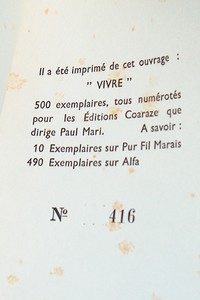 Il a été imprimé de cet ouvrage :
" VIVRE "
500 exemplaires, tous numérotés
pour les Éditions Coaraze que
dirige Paul Mari. A savoir :
10 Exemplaires sur Pur Fil Marais
490 Exemplaires sur Alfa
Nº 416